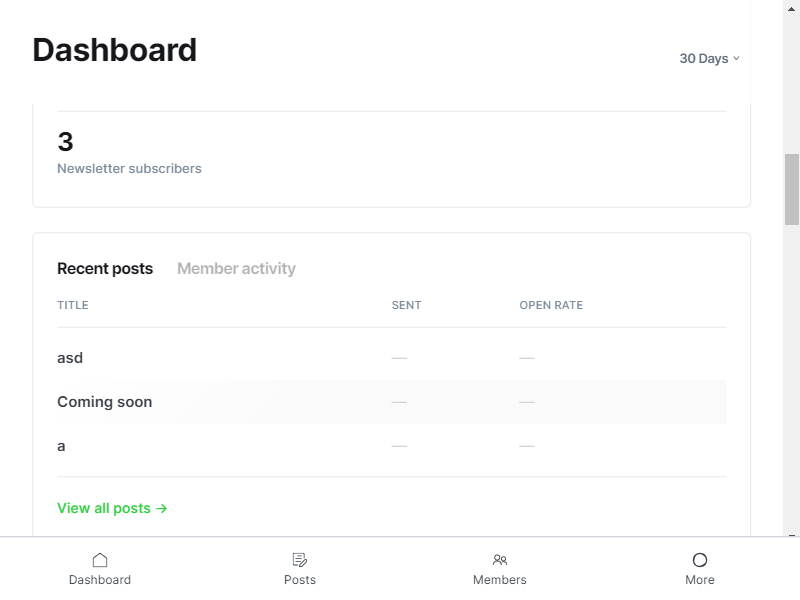 Dashboard
30 Days
3
Newsletter subscribers
Recent posts Member activity
TITLE SENT OPEN RATE
asd — —
Coming soon — —
a — —
View all posts →
Dashboard Posts Members More